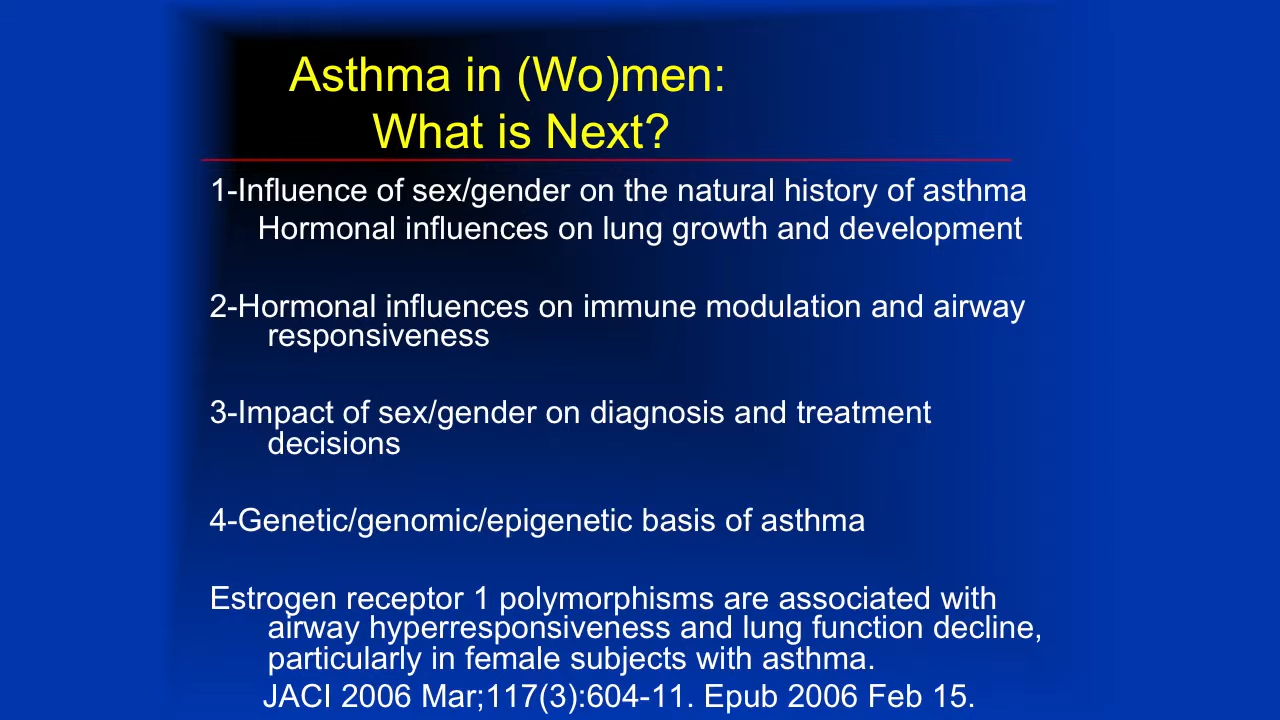 Asthma in (Wo)men:
What is Next?
1-Influence of sex/gender on the natural history of asthma
Hormonal influences on lung growth and development
2-Hormonal influences on immune modulation and airway
responsiveness
3-Impact of sex/gender on diagnosis and treatment
decisions
4-Genetic/genomic/epigenetic basis of asthma
Estrogen receptor 1 polymorphisms are associated with
airway hyperresponsiveness and lung function decline,
particularly in female subjects with asthma.
JACI 2006 Mar;117(3):604-11. Epub 2006 Feb 15.